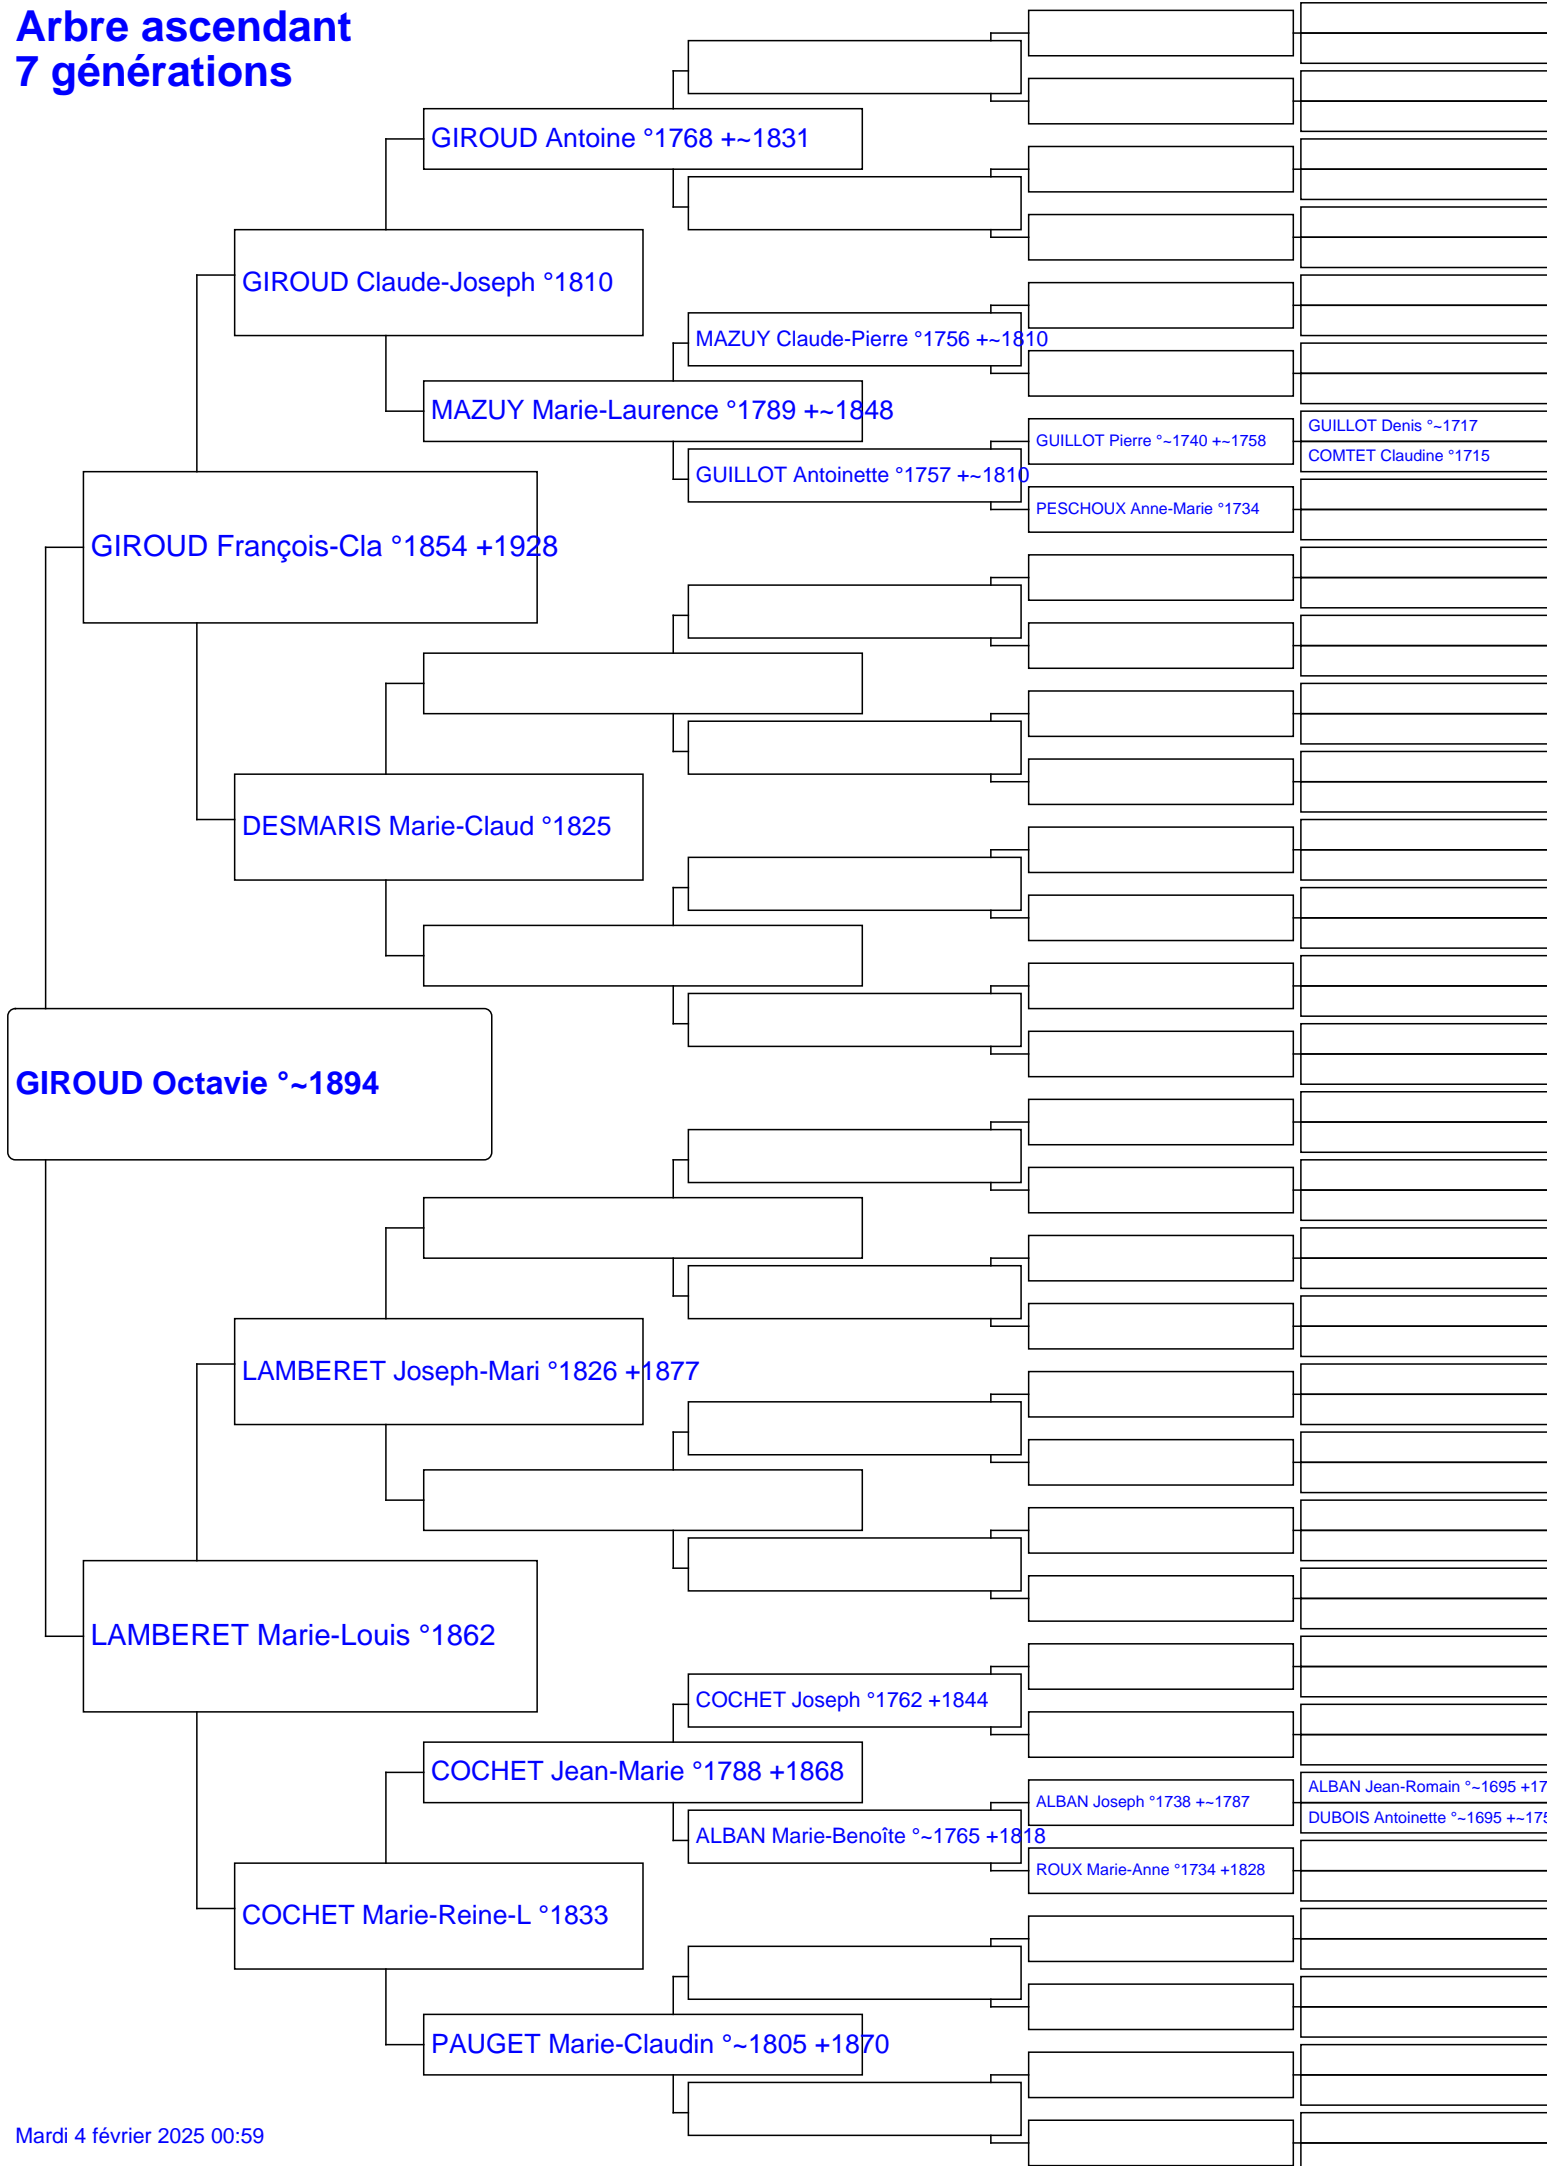 Arbre ascendant
7 générations
GIROUD Antoine °1768 +~1831
GIROUD Claude-Joseph °1810
MAZUY Claude-Pierre °1756 +~1810
MAZUY Marie-Laurence °1789 +~1848
GUILLOT Denis °~1717
GUILLOT Pierre °~1740 +~1758
COMTET Claudine °1715
GUILLOT Antoinette °1757 +~1810
PESCHOUX Anne-Marie °1734
GIROUD François-Cla °1854 +1928
DESMARIS Marie-Claud °1825
GIROUD Octavie °~1894
LAMBERET Joseph-Mari °1826 +1877
LAMBERET Marie-Louis °1862
COCHET Joseph °1762 +1844
COCHET Jean-Marie °1788 +1868
ALBAN Jean-Romain °~1695 +17
ALBAN Joseph °1738 +~1787
DUBOIS Antoinette °~1695 +~175
ALBAN Marie-Benoîte °~1765 +1818
ROUX Marie-Anne °1734 +1828
COCHET Marie-Reine-L °1833
PAUGET Marie-Claudin °~1805 +1870
Mardi 4 février 2025 00:59